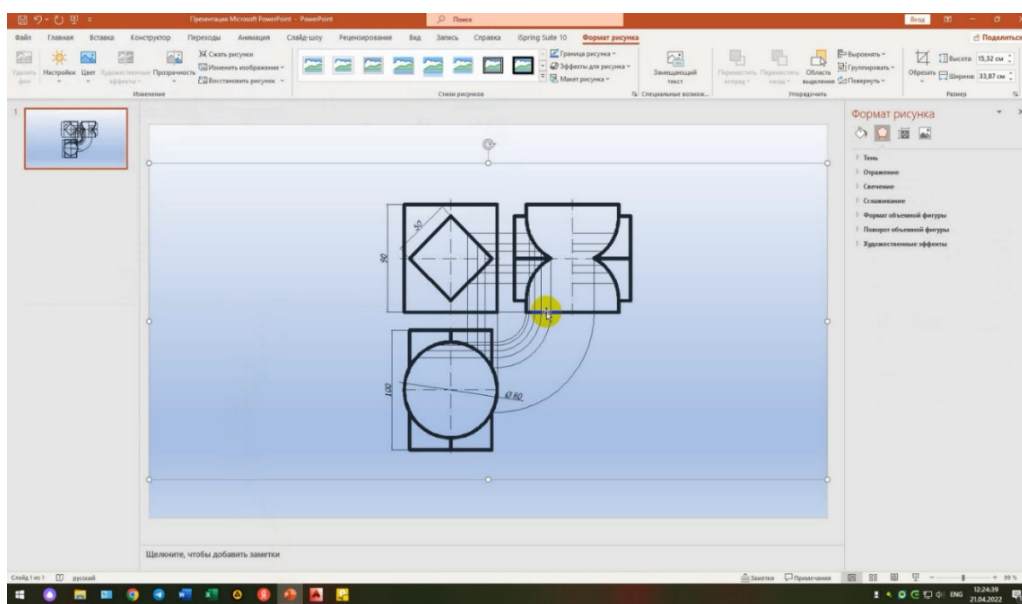 Презентация Microsoft PowerPoint - PowerPoint
Поиск
Вход
Файл Главная Вставка Конструктор Переходы Анимация Слайд-шоу Рецензирование Вид Запись Справка iSpring Suite 10 Формат рисунка Поделиться
Удалить фон
Настройки
Цвет
Художественные эффекты
Прозрачность
Сжать рисунки
Изменить изображение
Восстановить рисунок
Изменение
Стили рисунков
Граница рисунка
Эффекты для рисунка
Макет рисунка
Замещающий текст
Специальные возмож...
Переместить вперед
Переместить назад
Область выделения
Выровнять
Группировать
Повернуть
Упорядочить
Обрезать
Высота: 15,32 см
Ширина: 33,87 см
Размер
1
50
90
100
Ø 80
Формат рисунка
Тень
Отражение
Свечение
Сглаживание
Формат объемной фигуры
Поворот объемной фигуры
Художественные эффекты
Щелкните, чтобы добавить заметки
Слайд 1 из 1 русский Заметки Примечания
ENG 12:24:39
21.04.2022